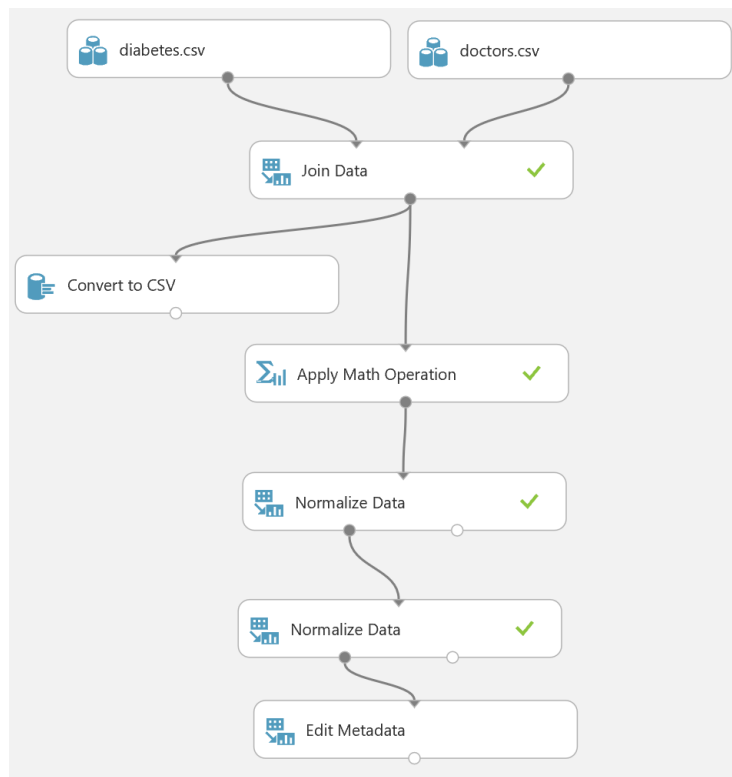 diabetes.csv
doctors.csv
Join Data
Convert to CSV
Apply Math Operation
Normalize Data
Normalize Data
Edit Metadata